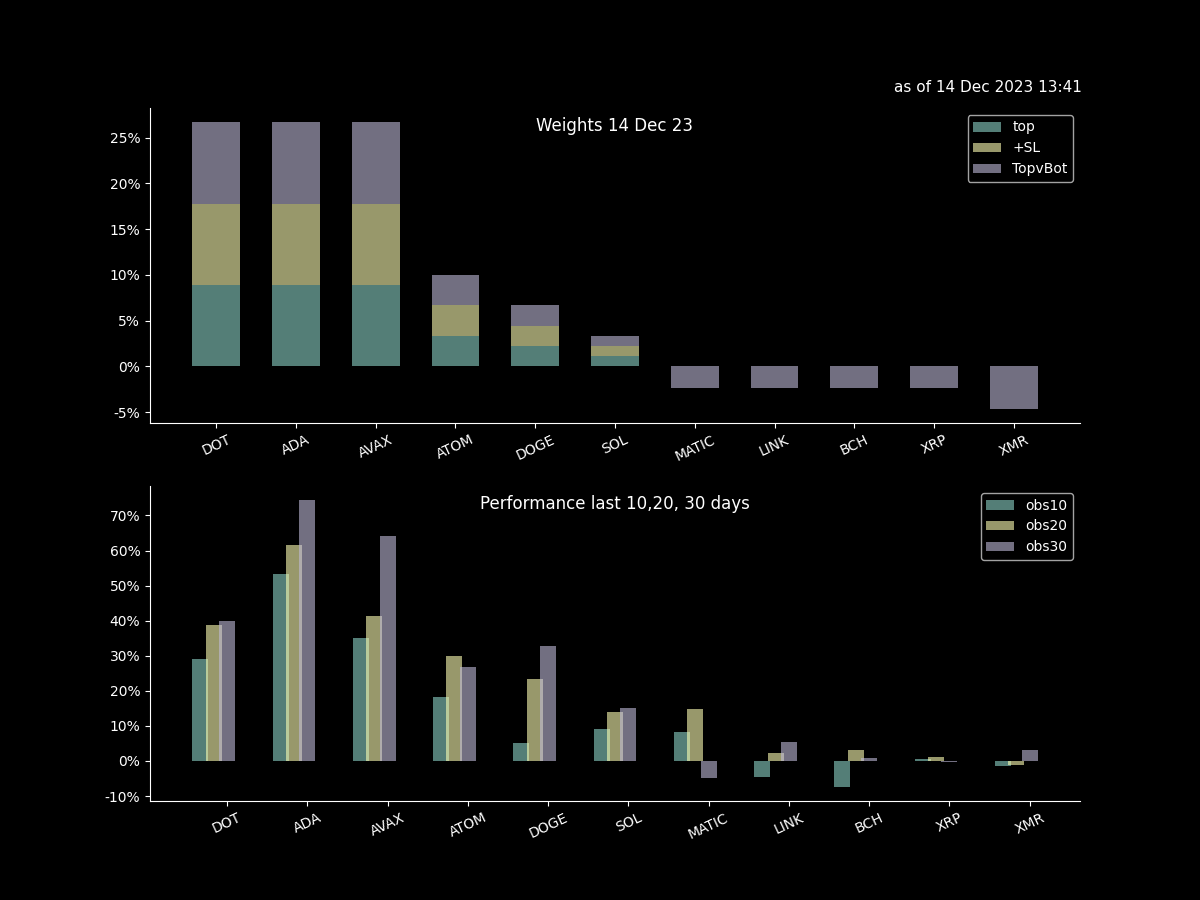 as of 14 Dec 2023 13:41
Weights 14 Dec 23
top
+SL
TopvBot
25%
20%
15%
10%
5%
0%
-5%
DOT ADA AVAX ATOM DOGE SOL MATIC LINK BCH XRP XMR
Performance last 10,20, 30 days
obs10
obs20
obs30
70%
60%
50%
40%
30%
20%
10%
0%
-10%
DOT ADA AVAX ATOM DOGE SOL MATIC LINK BCH XRP XMR